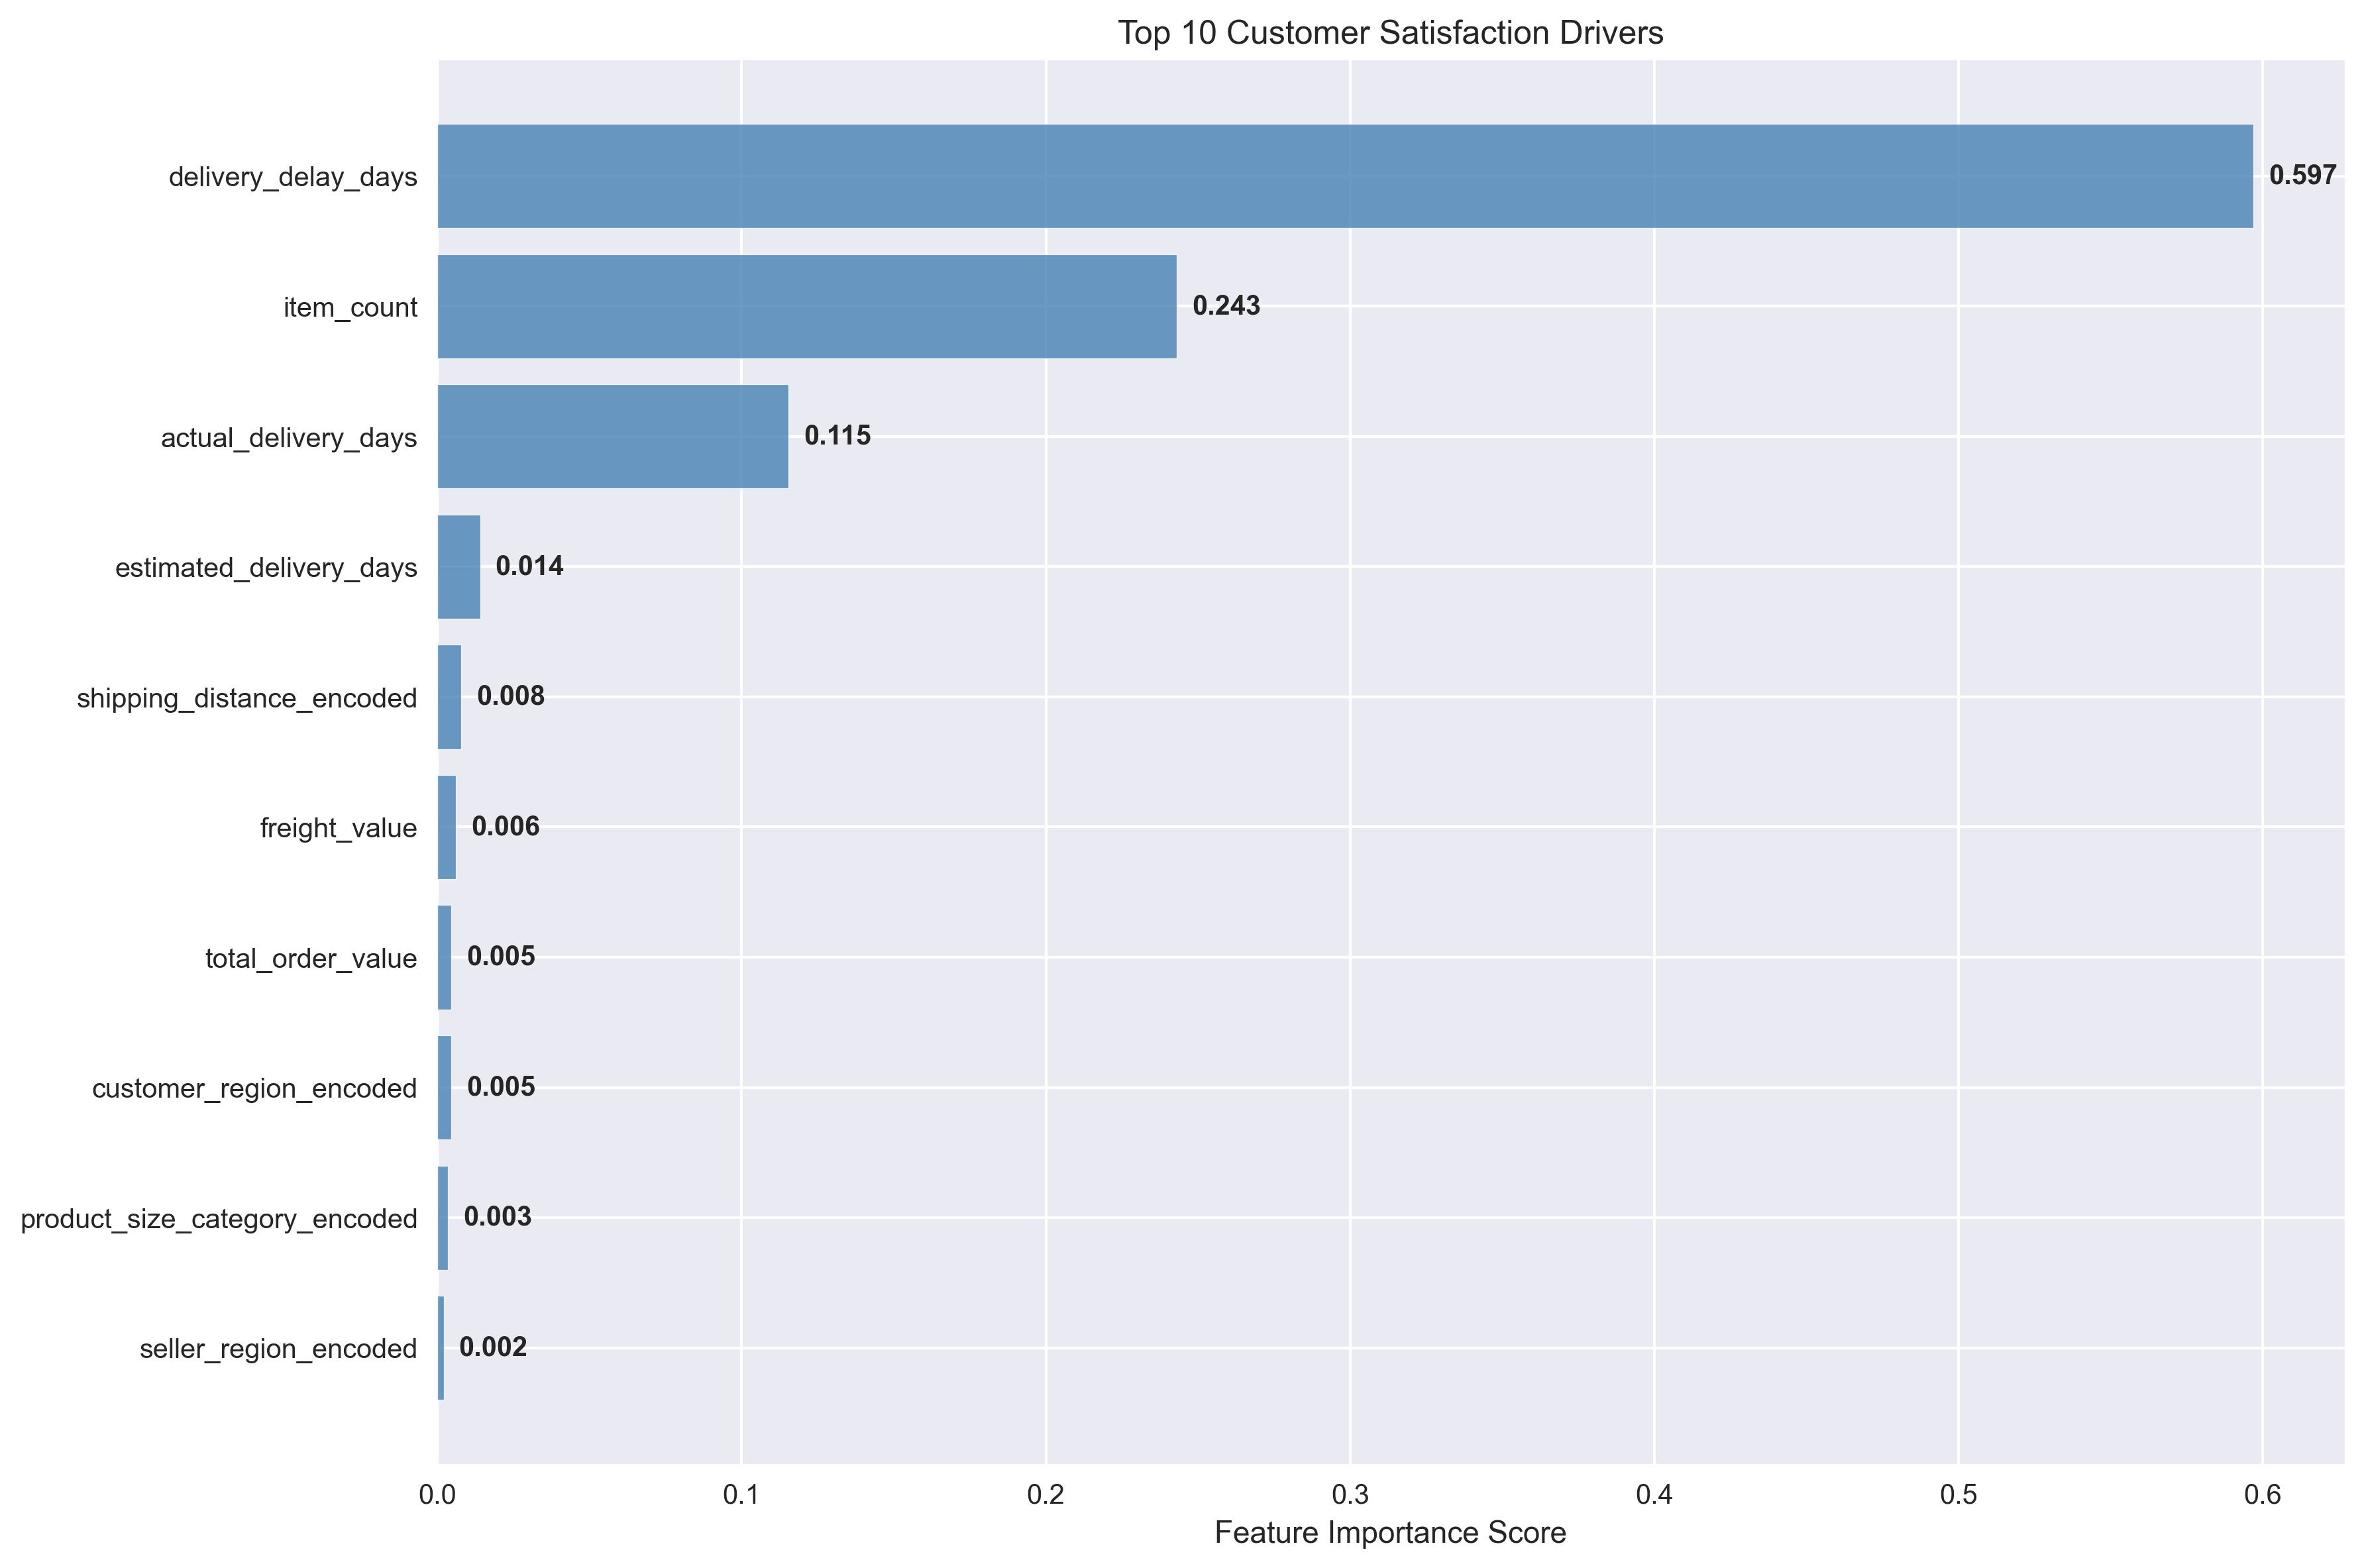 Top 10 Customer Satisfaction Drivers
delivery_delay_days 0.597
item_count 0.243
actual_delivery_days 0.115
estimated_delivery_days 0.014
shipping_distance_encoded 0.008
freight_value 0.006
total_order_value 0.005
customer_region_encoded 0.005
product_size_category_encoded 0.003
seller_region_encoded 0.002
0.0 0.1 0.2 0.3 0.4 0.5 0.6
Feature Importance Score